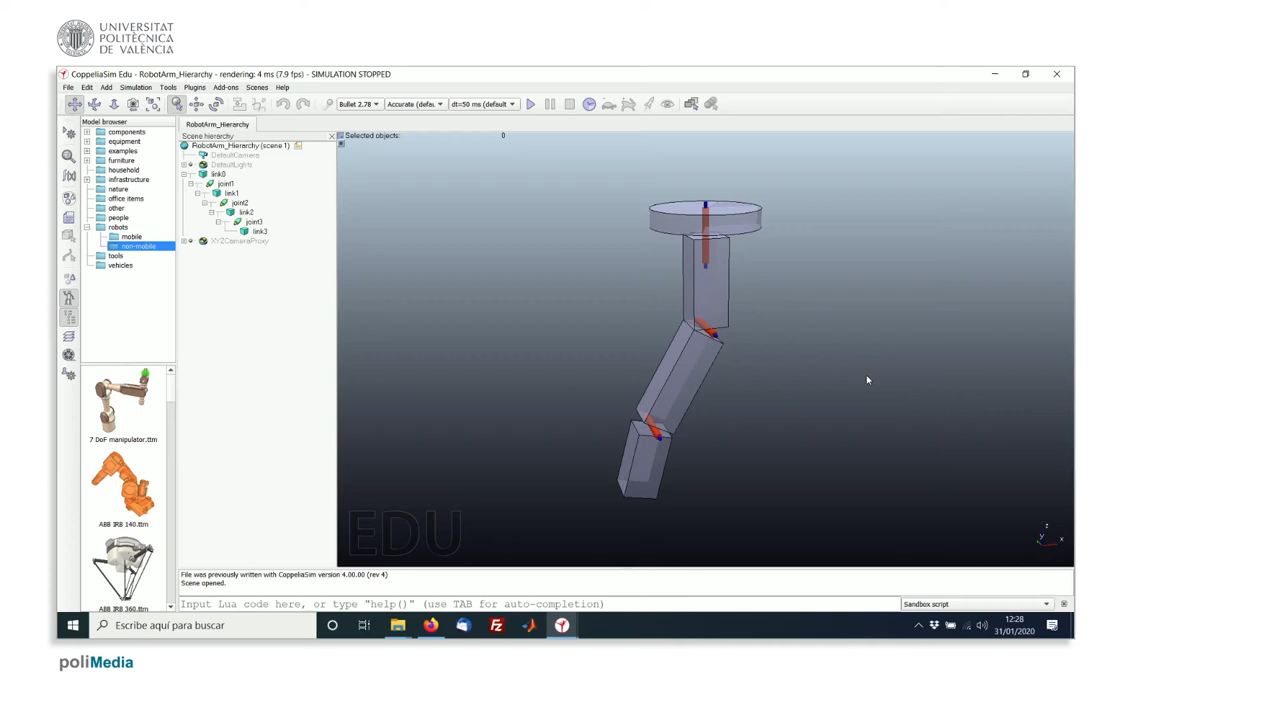 UNIVERSITAT
POLITÈCNICA
DE VALÈNCIA
CoppeliaSim Edu - RobotArm_Hierarchy - rendering: 4 ms (7.9 fps) - SIMULATION STOPPED
File Edit Add Simulation Tools Plugins Add-ons Scenes Help
Bullet 2.78 Accurate (defau dt=50 ms (default
Model browser
components
equipment
examples
furniture
household
infrastructure
nature
office items
other
people
robots
mobile
non-mobile
tools
vehicles
7 DoF manipulator.ttm
ABB IRB 140.ttm
ABB IRB 360.ttm
RobotArm_Hierarchy
Scene hierarchy
RobotArm_Hierarchy (scene 1)
DefaultCamera
DefaultLights
link0
joint1
link1
joint2
link2
joint3
link3
XYZCameraProxy
Selected objects: 0
EDU
z
y
x
File was previously written with CoppeliaSim version 4.00.00 (rev 4)
Scene opened.
Input Lua code here, or type "help()" (use TAB for auto-completion)
Sandbox script
Escribe aquí para buscar
12:28
31/01/2020
poliMedia